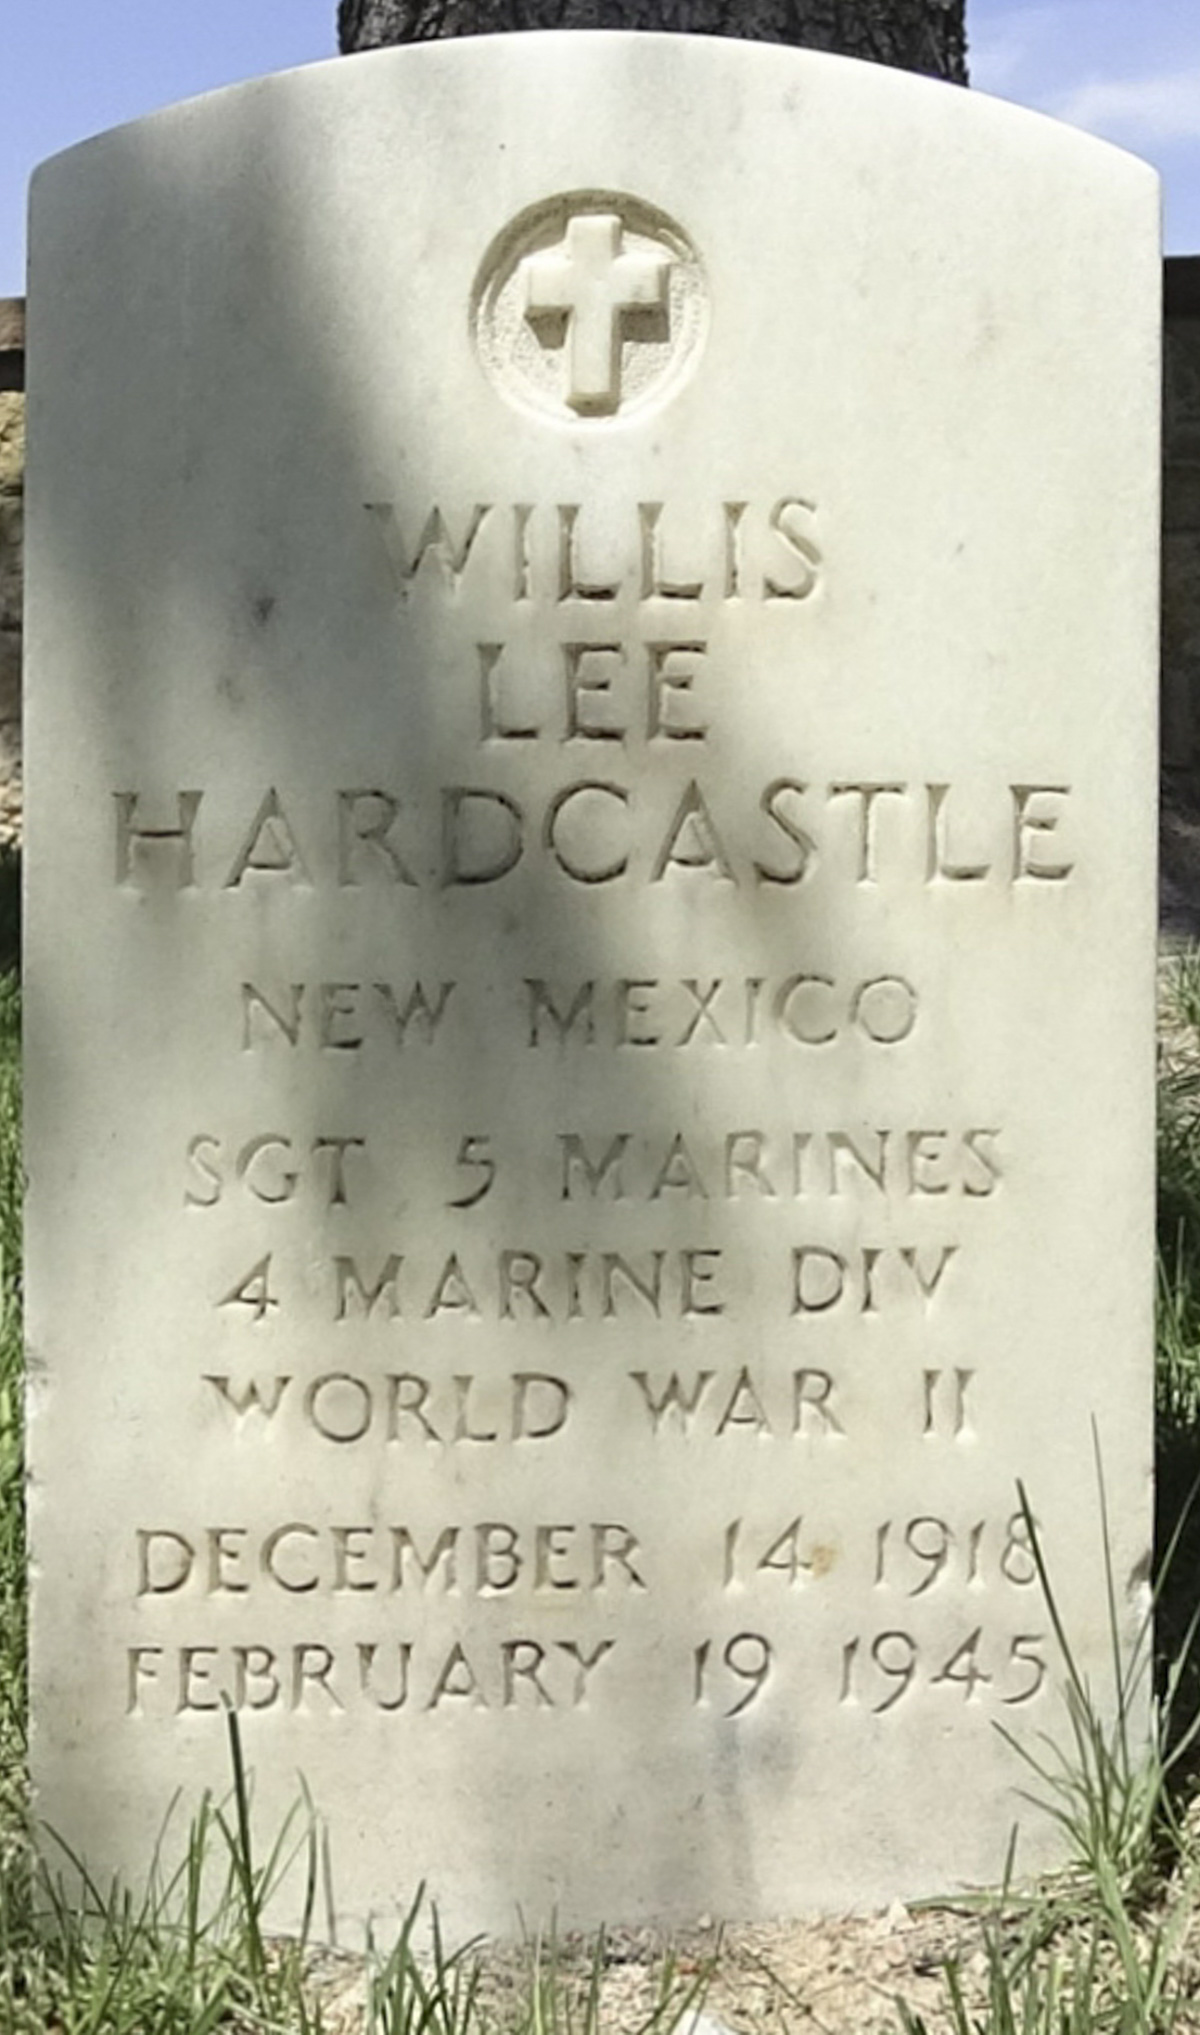 WILLIS
LEE
HARDCASTLE
NEW MEXICO
SGT 5 MARINES
4 MARINE DIV
WORLD WAR II
DECEMBER 14 1918
FEBRUARY 19 1945